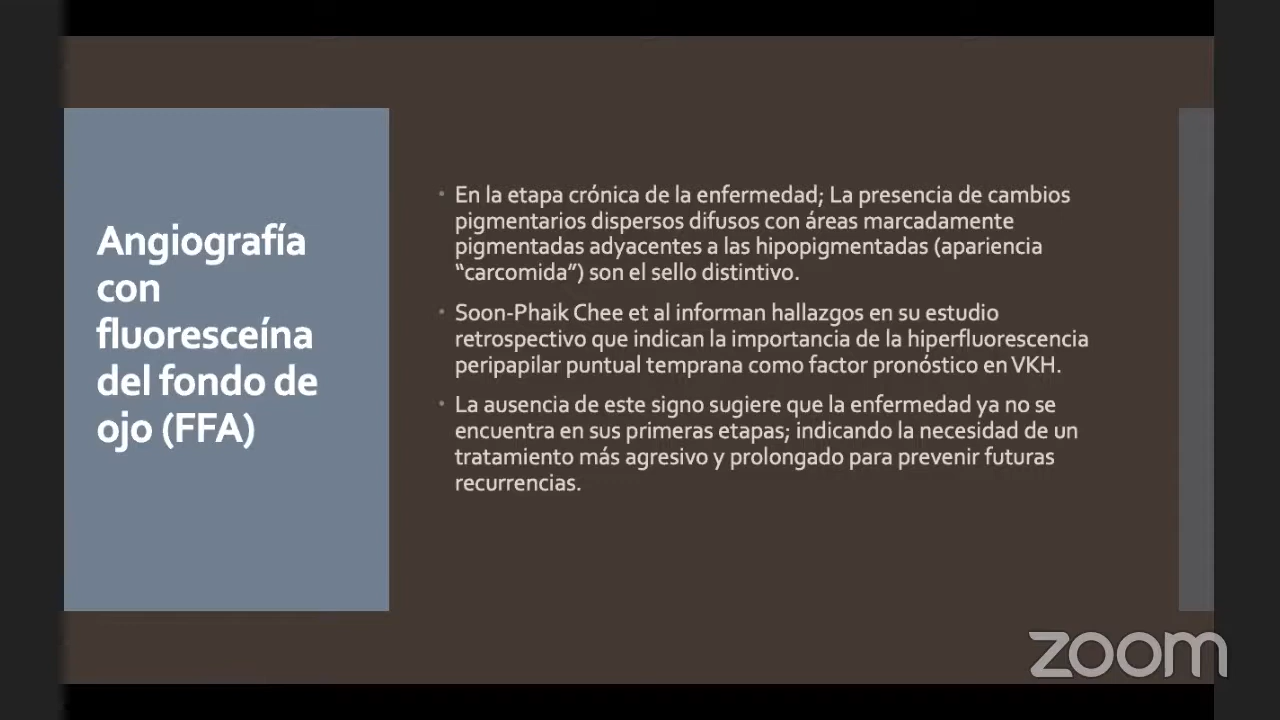 Angiografía
con
fluoresceína
del fondo de
ojo (FFA)
• En la etapa crónica de la enfermedad; La presencia de cambios
pigmentarios dispersos difusos con áreas marcadamente
pigmentadas adyacentes a las hipopigmentadas (apariencia
“carcomida”) son el sello distintivo.
• Soon-Phaik Chee et al informan hallazgos en su estudio
retrospectivo que indican la importancia de la hiperfluorescencia
peripapilar puntual temprana como factor pronóstico en VKH.
• La ausencia de este signo sugiere que la enfermedad ya no se
encuentra en sus primeras etapas; indicando la necesidad de un
tratamiento más agresivo y prolongado para prevenir futuras
recurrencias.
zoom